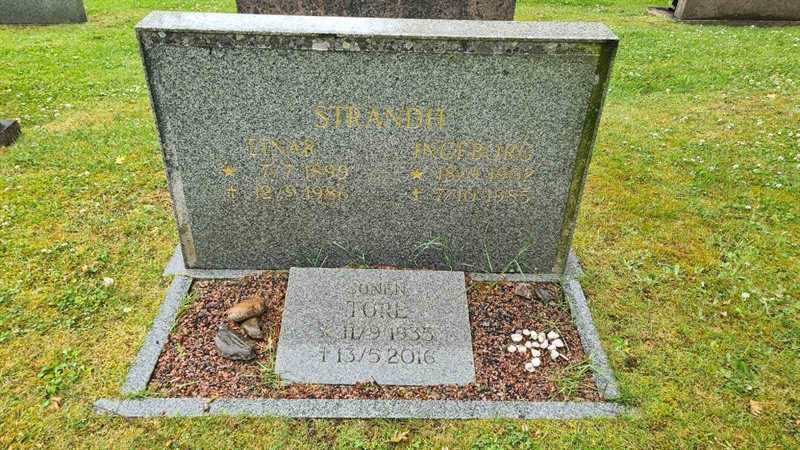 STRANDH
EINAR INGEBORG
★ 7/7 1899 ★ 18/9 1902
✝ 12/9 1986 ✝ 7/10 1985
SONEN
TORE
× 11/9 1935
✝ 13/5 2016